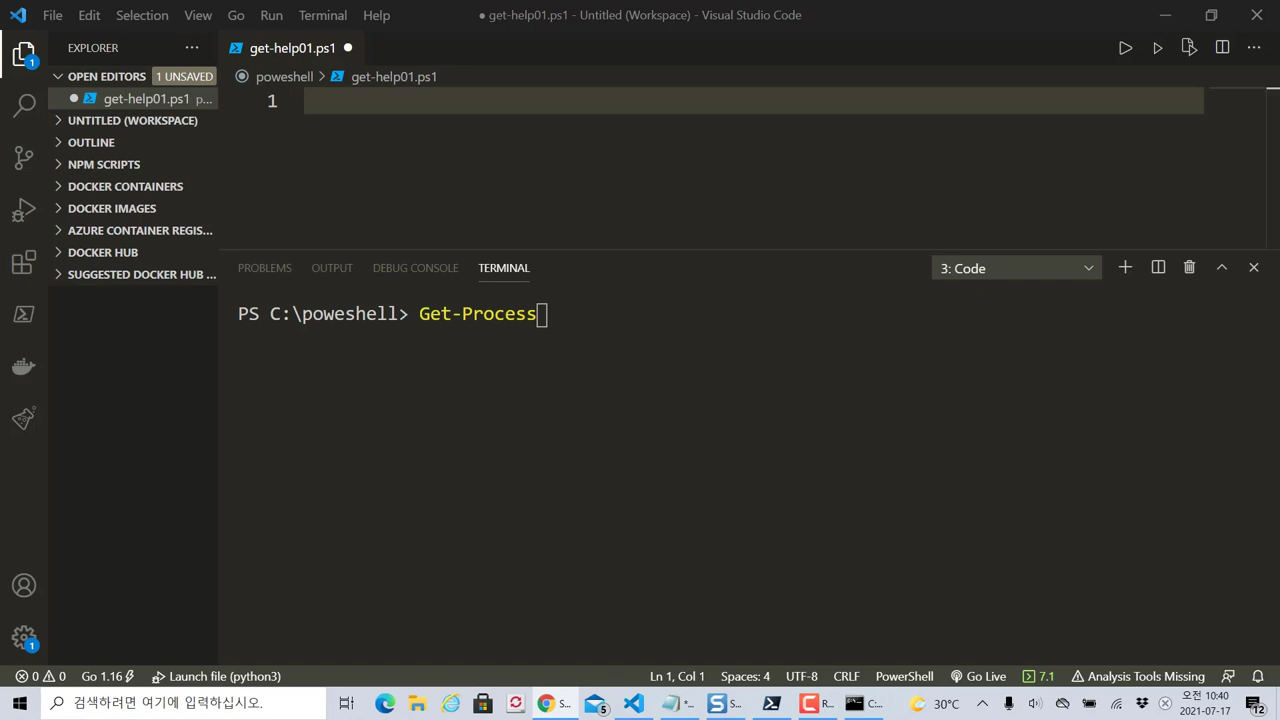 File Edit Selection View Go Run Terminal Help ● get-help01.ps1 - Untitled (Workspace) - Visual Studio Code
EXPLORER
get-help01.ps1
OPEN EDITORS 1 UNSAVED
get-help01.ps1 p...
UNTITLED (WORKSPACE)
OUTLINE
NPM SCRIPTS
DOCKER CONTAINERS
DOCKER IMAGES
AZURE CONTAINER REGIS...
DOCKER HUB
SUGGESTED DOCKER HUB ...
poweshell > get-help01.ps1
1
PROBLEMS OUTPUT DEBUG CONSOLE TERMINAL 3: Code
PS C:\poweshell> Get-Process
1
1
0 0 Go 1.16 Launch file (python3) Ln 1, Col 1 Spaces: 4 UTF-8 CRLF PowerShell Go Live 7.1 Analysis Tools Missing
검색하려면 여기에 입력하십시오. S... 5 "... S... R... C... 30°C 오전 10:40
2021-07-17 12